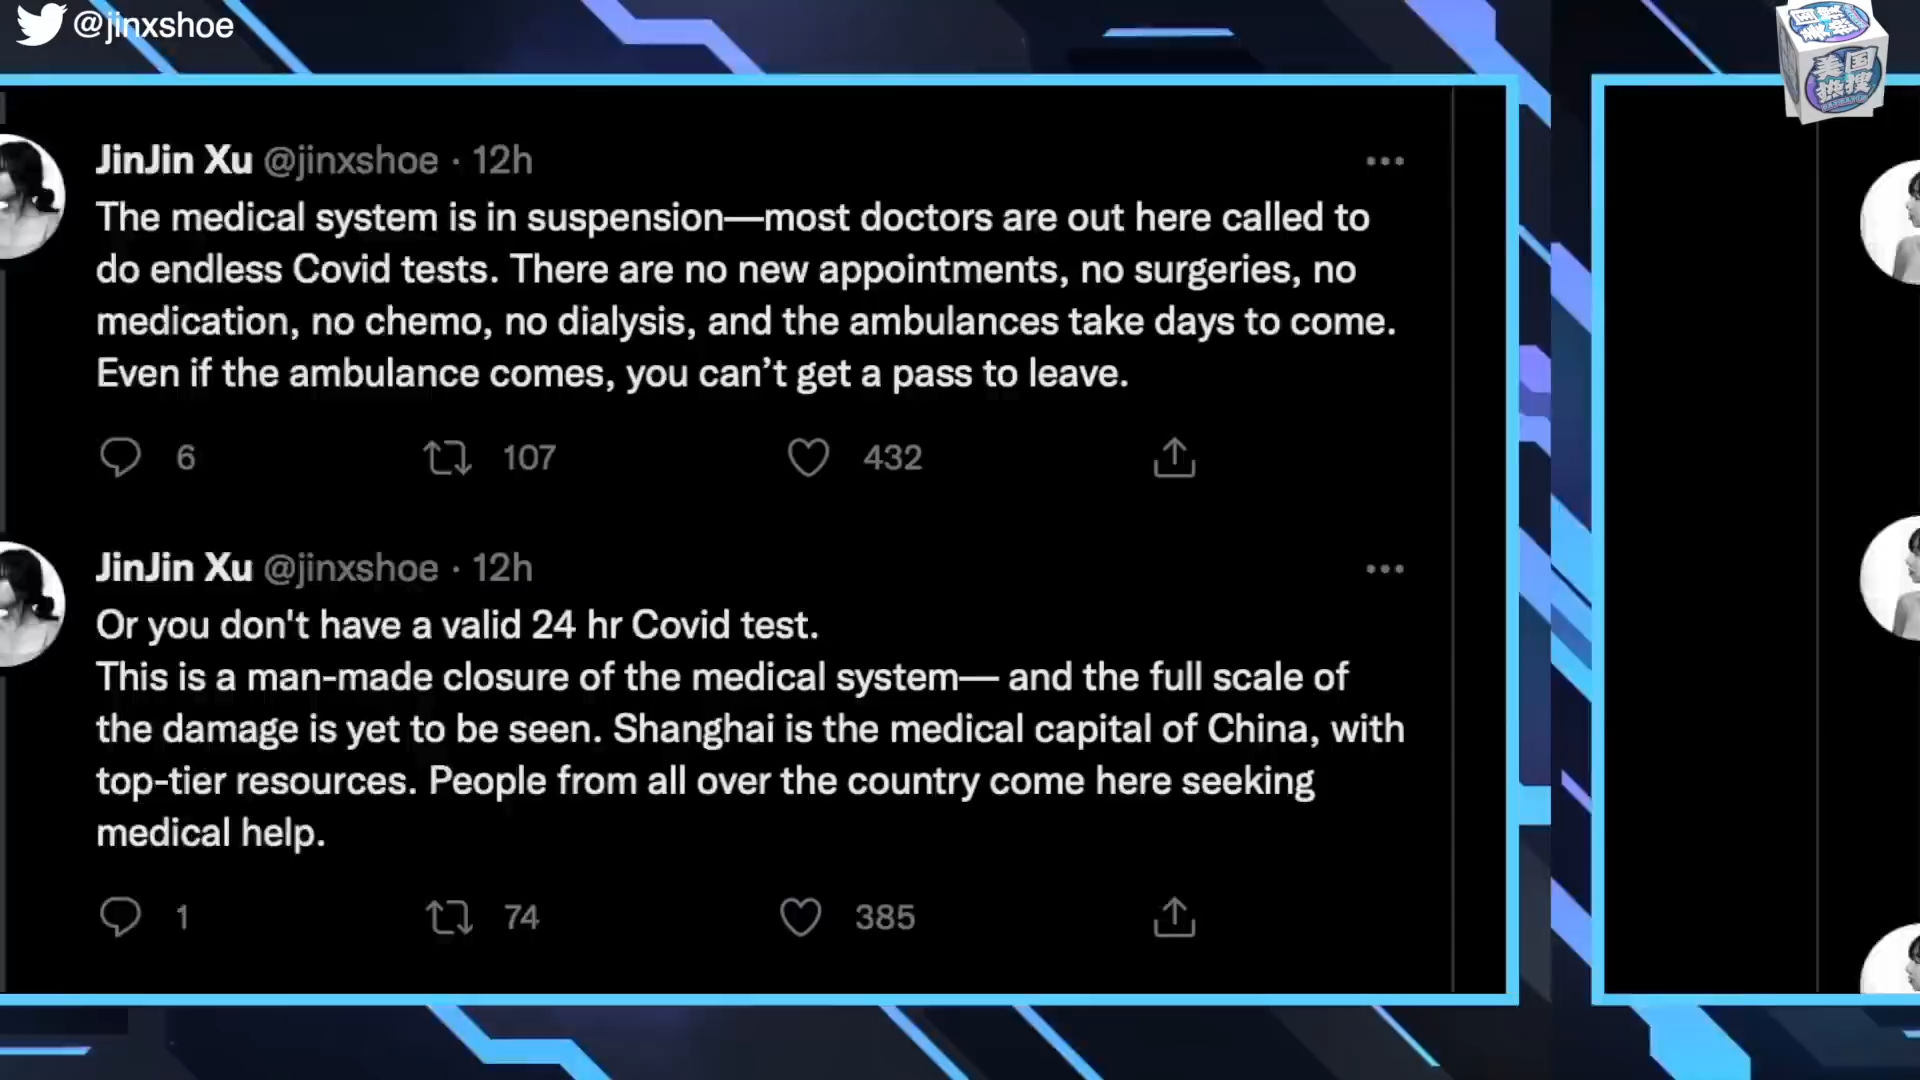 @jinxshoe
美国
热搜
JinJin Xu @jinxshoe · 12h
The medical system is in suspension—most doctors are out here called to
do endless Covid tests. There are no new appointments, no surgeries, no
medication, no chemo, no dialysis, and the ambulances take days to come.
Even if the ambulance comes, you can’t get a pass to leave.
6 107 432
JinJin Xu @jinxshoe · 12h
Or you don't have a valid 24 hr Covid test.
This is a man-made closure of the medical system— and the full scale of
the damage is yet to be seen. Shanghai is the medical capital of China, with
top-tier resources. People from all over the country come here seeking
medical help.
1 74 385